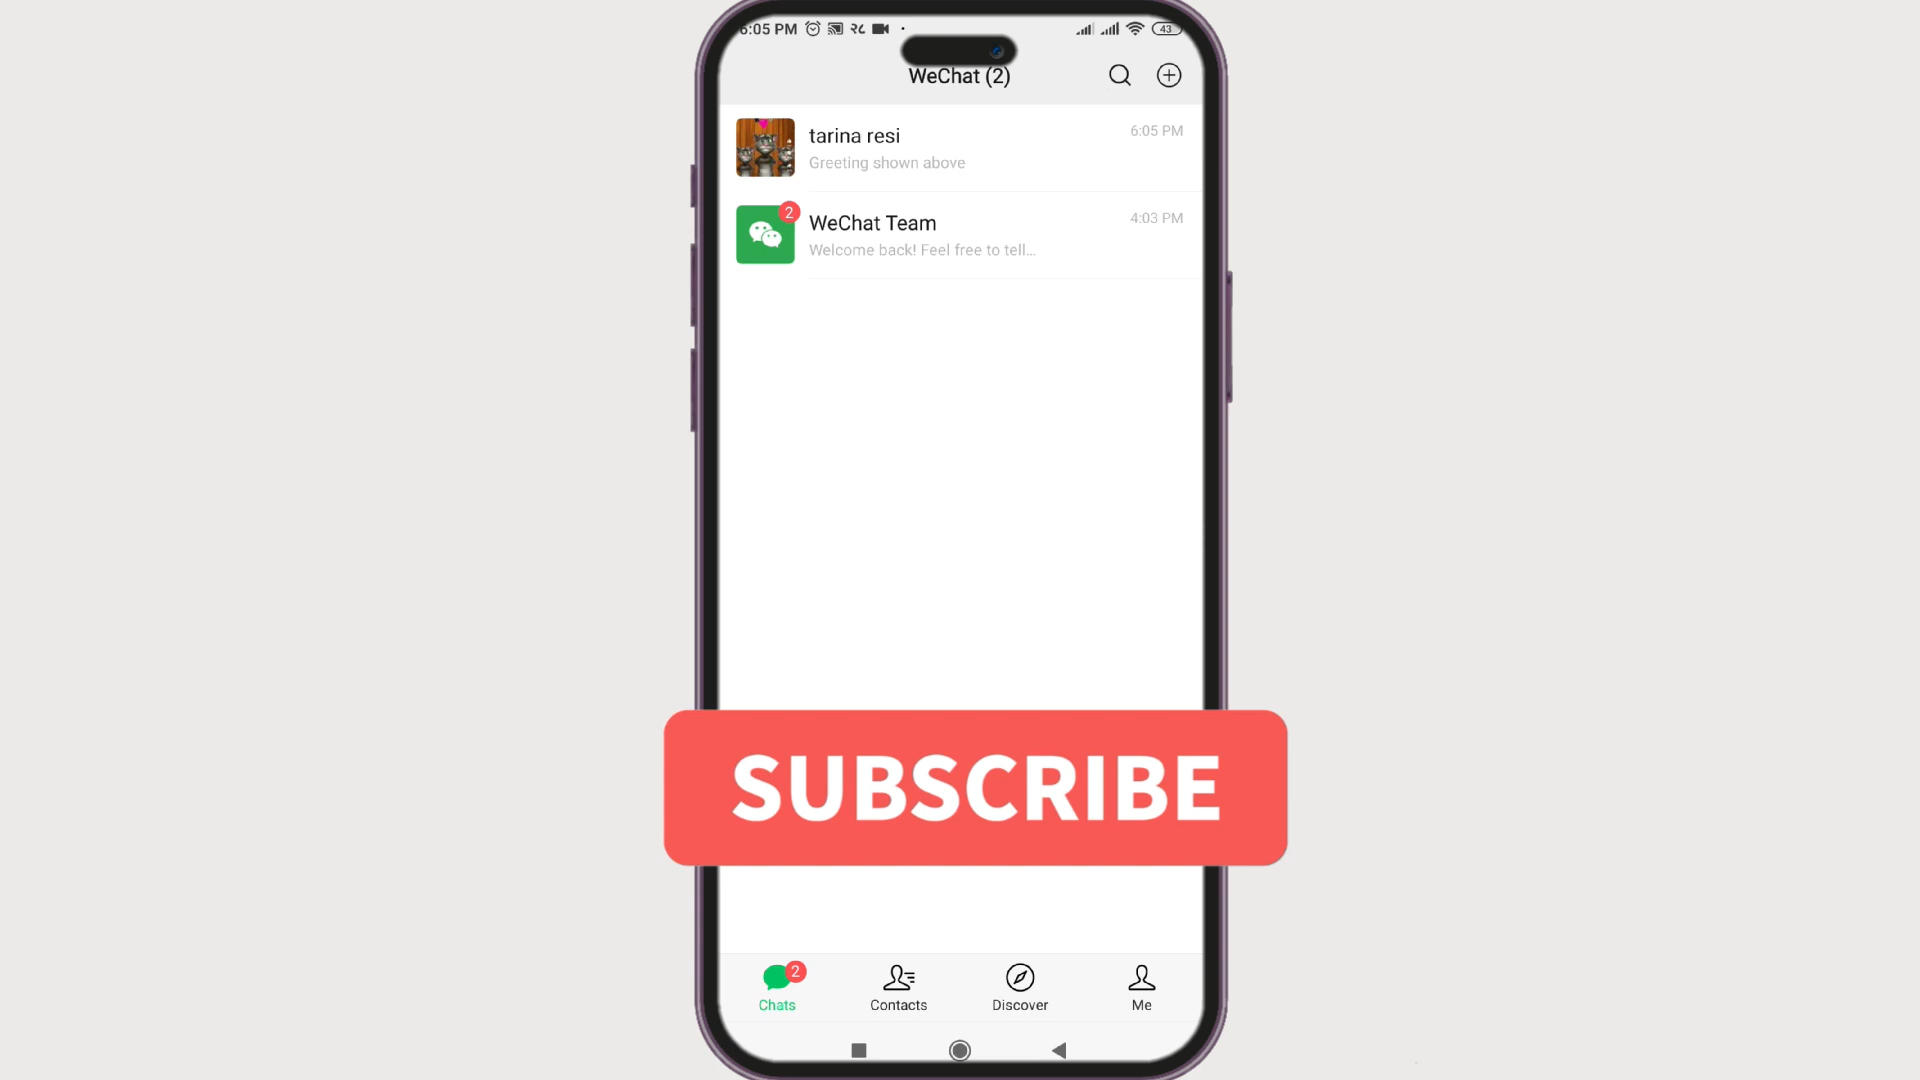 6:05 PM २८ 43
WeChat (2)
tarina resi 6:05 PM
Greeting shown above
2
WeChat Team 4:03 PM
Welcome back! Feel free to tell...
SUBSCRIBE
2
Chats Contacts Discover Me